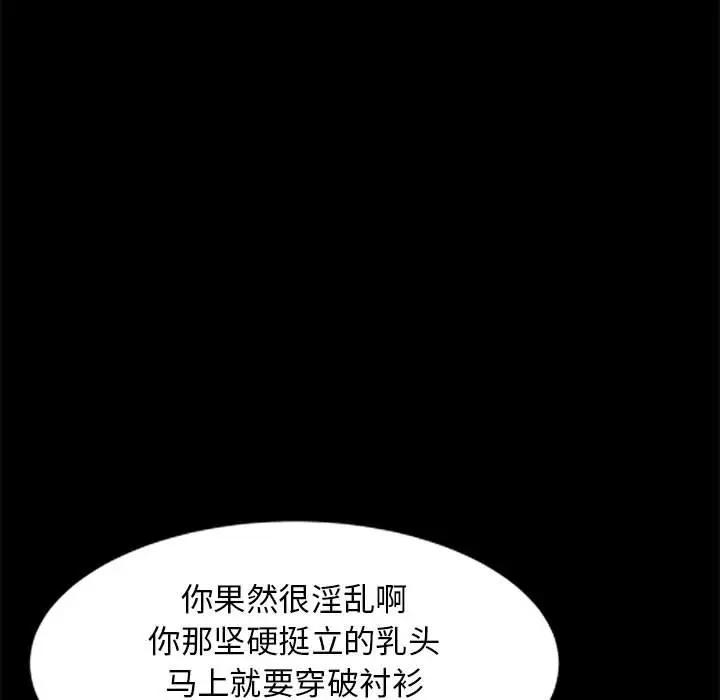 你果然很淫乱啊
你那坚硬挺立的乳头
马上就要穿破衬衫